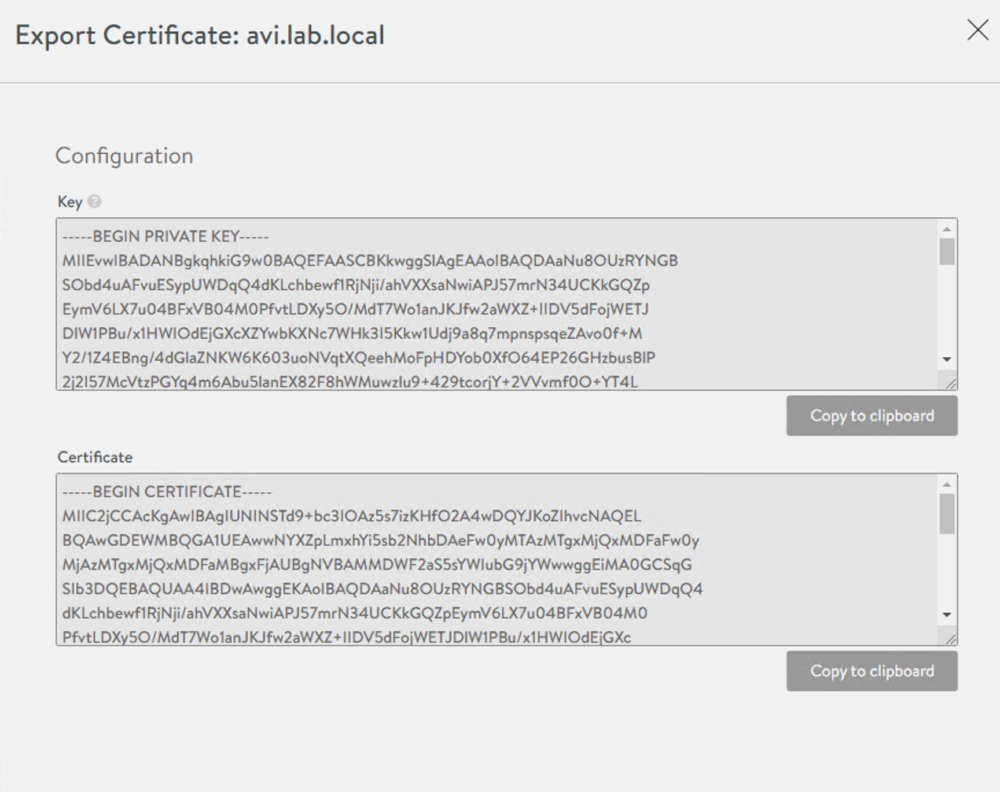 Export Certificate: avi.lab.local
Configuration
Key ?
-----BEGIN PRIVATE KEY-----
MIIEvwIBADANBgkqhkiG9w0BAQEFAASCBKkwggSlAgEAAoIBAQDAaNu8OUzRYNGB
SObd4uAFvuESypUWDqQ4dKLchbewf1RjNji/ahVXXsaNwiAPJ57mrN34UCKkGQZp
EymV6LX7u04BFxVB04M0PfvtLDXy5O/MdT7Wo1anJKJfw2aWXZ+IIDV5dFojWETJ
DIW1PBu/x1HWIOdEjGXcXZYwbKXNc7WHk3I5Kkw1Udj9a8q7mpnspsqeZAvo0f+M
Y2/1Z4EBng/4dGlaZNKW6K603uoNVqtXQeehMoFpHDYob0XfO64EP26GHzbusBIP
2j2I57McVtzPGYq4m6Abu5IanEX82F8hWMuwzIu9+429tcorjY+2VVvmf0O+YT4L
Copy to clipboard
Certificate
-----BEGIN CERTIFICATE-----
MIIC2jCCAcKgAwIBAgIUNINSTd9+bc3IOAz5s7izKHfO2A4wDQYJKoZIhvcNAQEL
BQAwGDEWMBQGA1UEAwwNYXZpLmxhYi5sb2NhbDAeFw0yMTAzMTgxMjQxMDFaFw0y
MjAzMTgxMjQxMDFaMBgxFjAUBgNVBAMMDWF2aS5sYWIubG9jYWwwggEiMA0GCSqG
SIb3DQEBAQUAA4IBDwAwggEKAoIBAQDAaNu8OUzRYNGBSObd4uAFvuESypUWDqQ4
dKLchbewf1RjNji/ahVXXsaNwiAPJ57mrN34UCKkGQZpEymV6LX7u04BFxVB04M0
PfvtLDXy5O/MdT7Wo1anJKJfw2aWXZ+IIDV5dFojWETJDIW1PBu/x1HWIOdEjGXc
Copy to clipboard